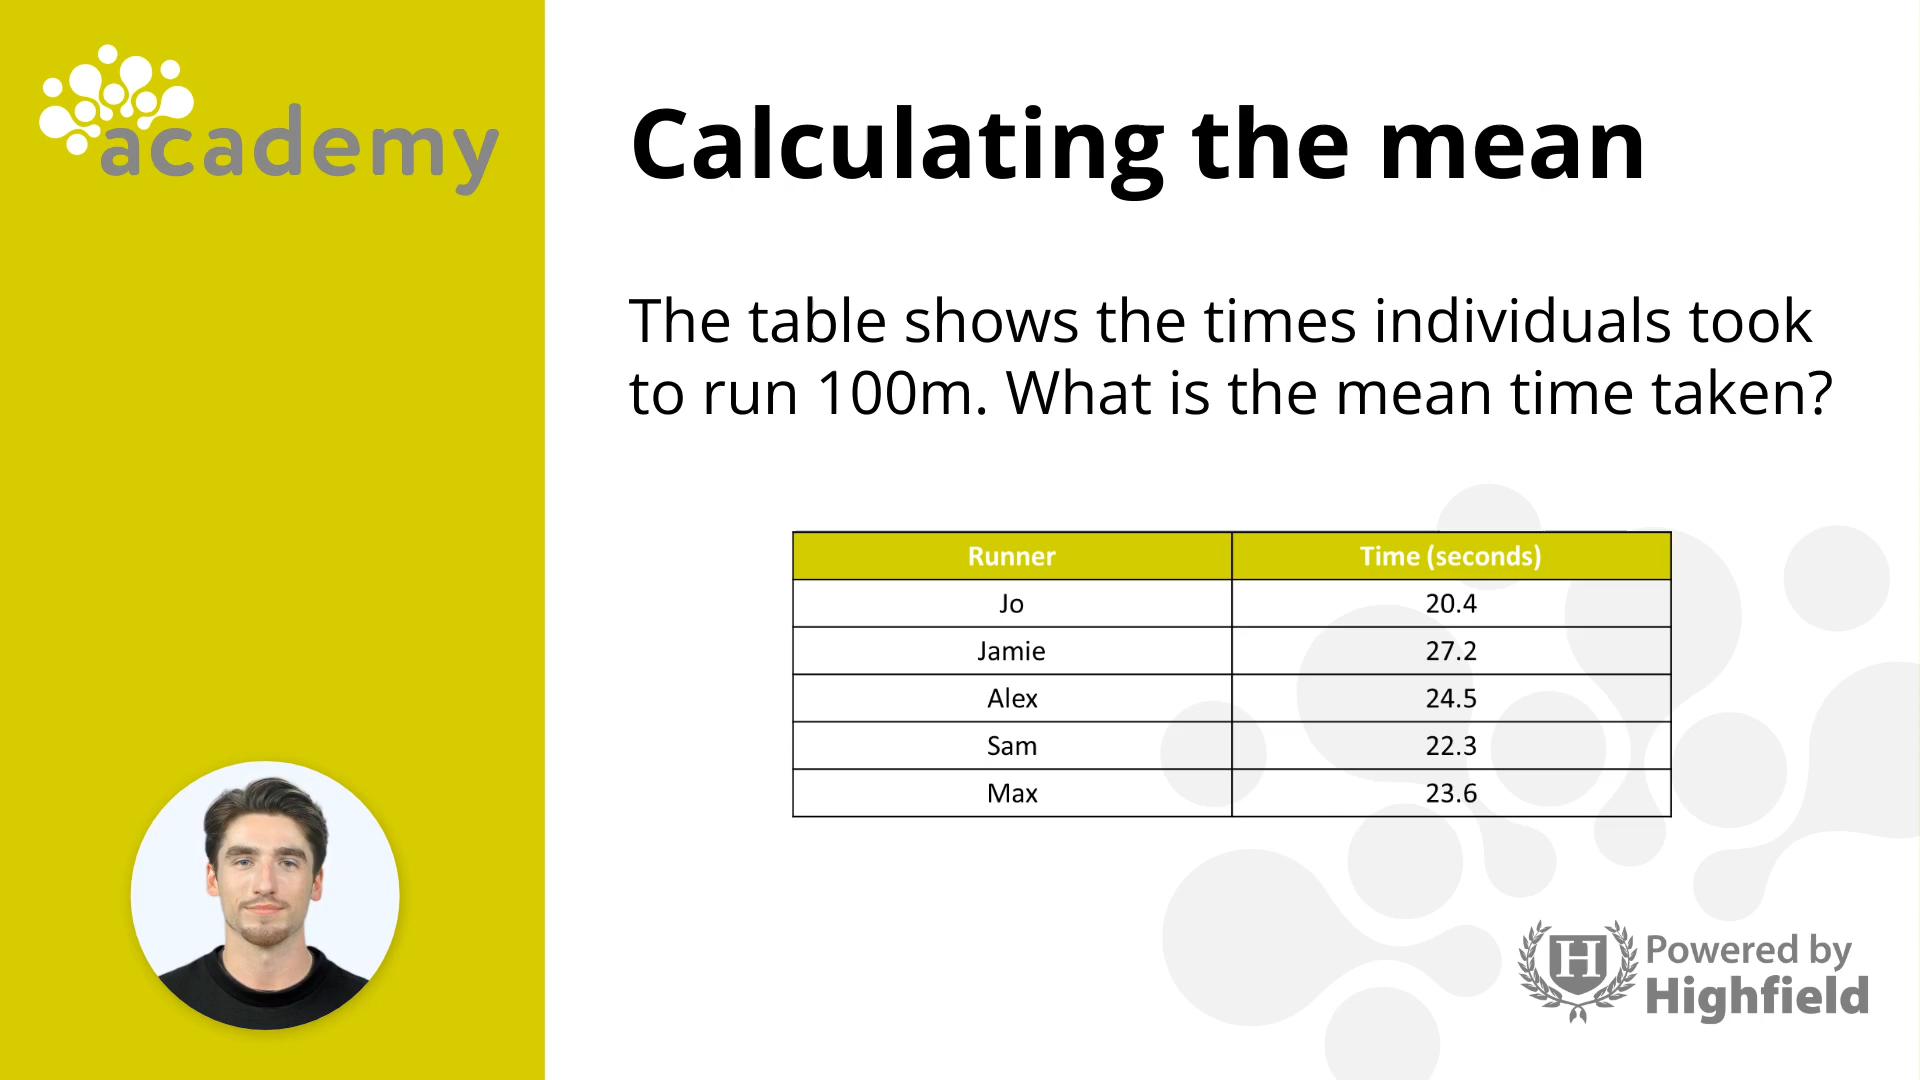 academy
Calculating the mean
The table shows the times individuals took
to run 100m. What is the mean time taken?
Runner Time (seconds)
Jo 20.4
Jamie 27.2
Alex 24.5
Sam 22.3
Max 23.6
H
Powered by
Highfield